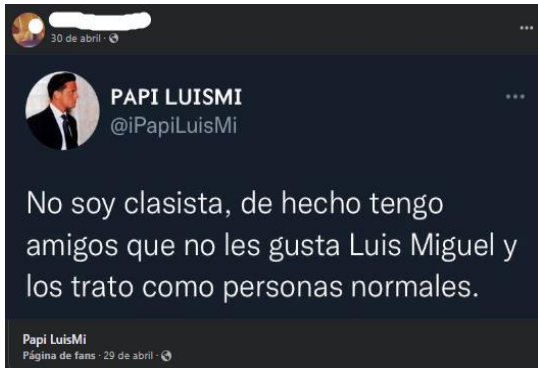 30 de abril ·
...
PAPI LUISMI
@iPapiLuisMi
...
No soy clasista, de hecho tengo
amigos que no les gusta Luis Miguel y
los trato como personas normales.
Papi LuisMi
Página de fans · 29 de abril ·